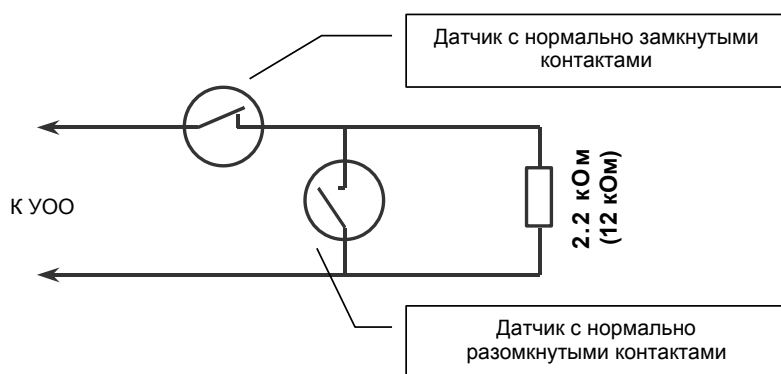 Датчик с нормально замкнутыми
контактами
К УОО
2.2 кОм
(12 кОм)
Датчик с нормально
разомкнутыми контактами